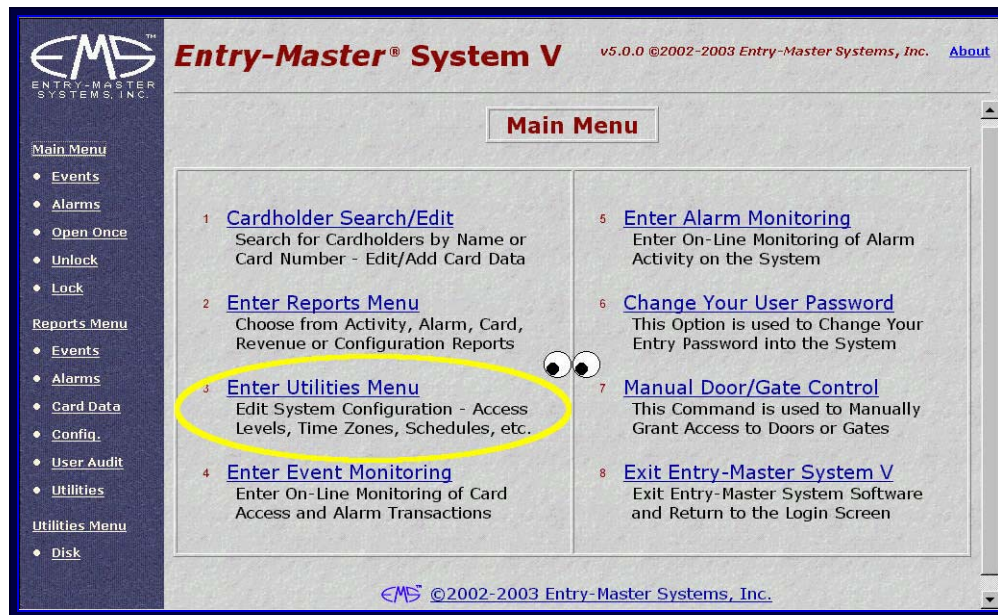 EMS™
ENTRY-MASTER
SYSTEMS, INC.
Entry-Master® System V
v5.0.0 ©2002-2003 Entry-Master Systems, Inc.
About
Main Menu
Main Menu
Events
Alarms
Open Once
Unlock
Lock
Reports Menu
Events
Alarms
Card Data
Config.
User Audit
Utilities
Utilities Menu
Disk
1 Cardholder Search/Edit
Search for Cardholders by Name or
Card Number - Edit/Add Card Data
2 Enter Reports Menu
Choose from Activity, Alarm, Card,
Revenue or Configuration Reports
3 Enter Utilities Menu
Edit System Configuration - Access
Levels, Time Zones, Schedules, etc.
4 Enter Event Monitoring
Enter On-Line Monitoring of Card
Access and Alarm Transactions
5 Enter Alarm Monitoring
Enter On-Line Monitoring of Alarm
Activity on the System
6 Change Your User Password
This Option is used to Change Your
Entry Password into the System
7 Manual Door/Gate Control
This Command is used to Manually
Grant Access to Doors or Gates
8 Exit Entry-Master System V
Exit Entry-Master System Software
and Return to the Login Screen
EMS™ ©2002-2003 Entry-Master Systems, Inc.